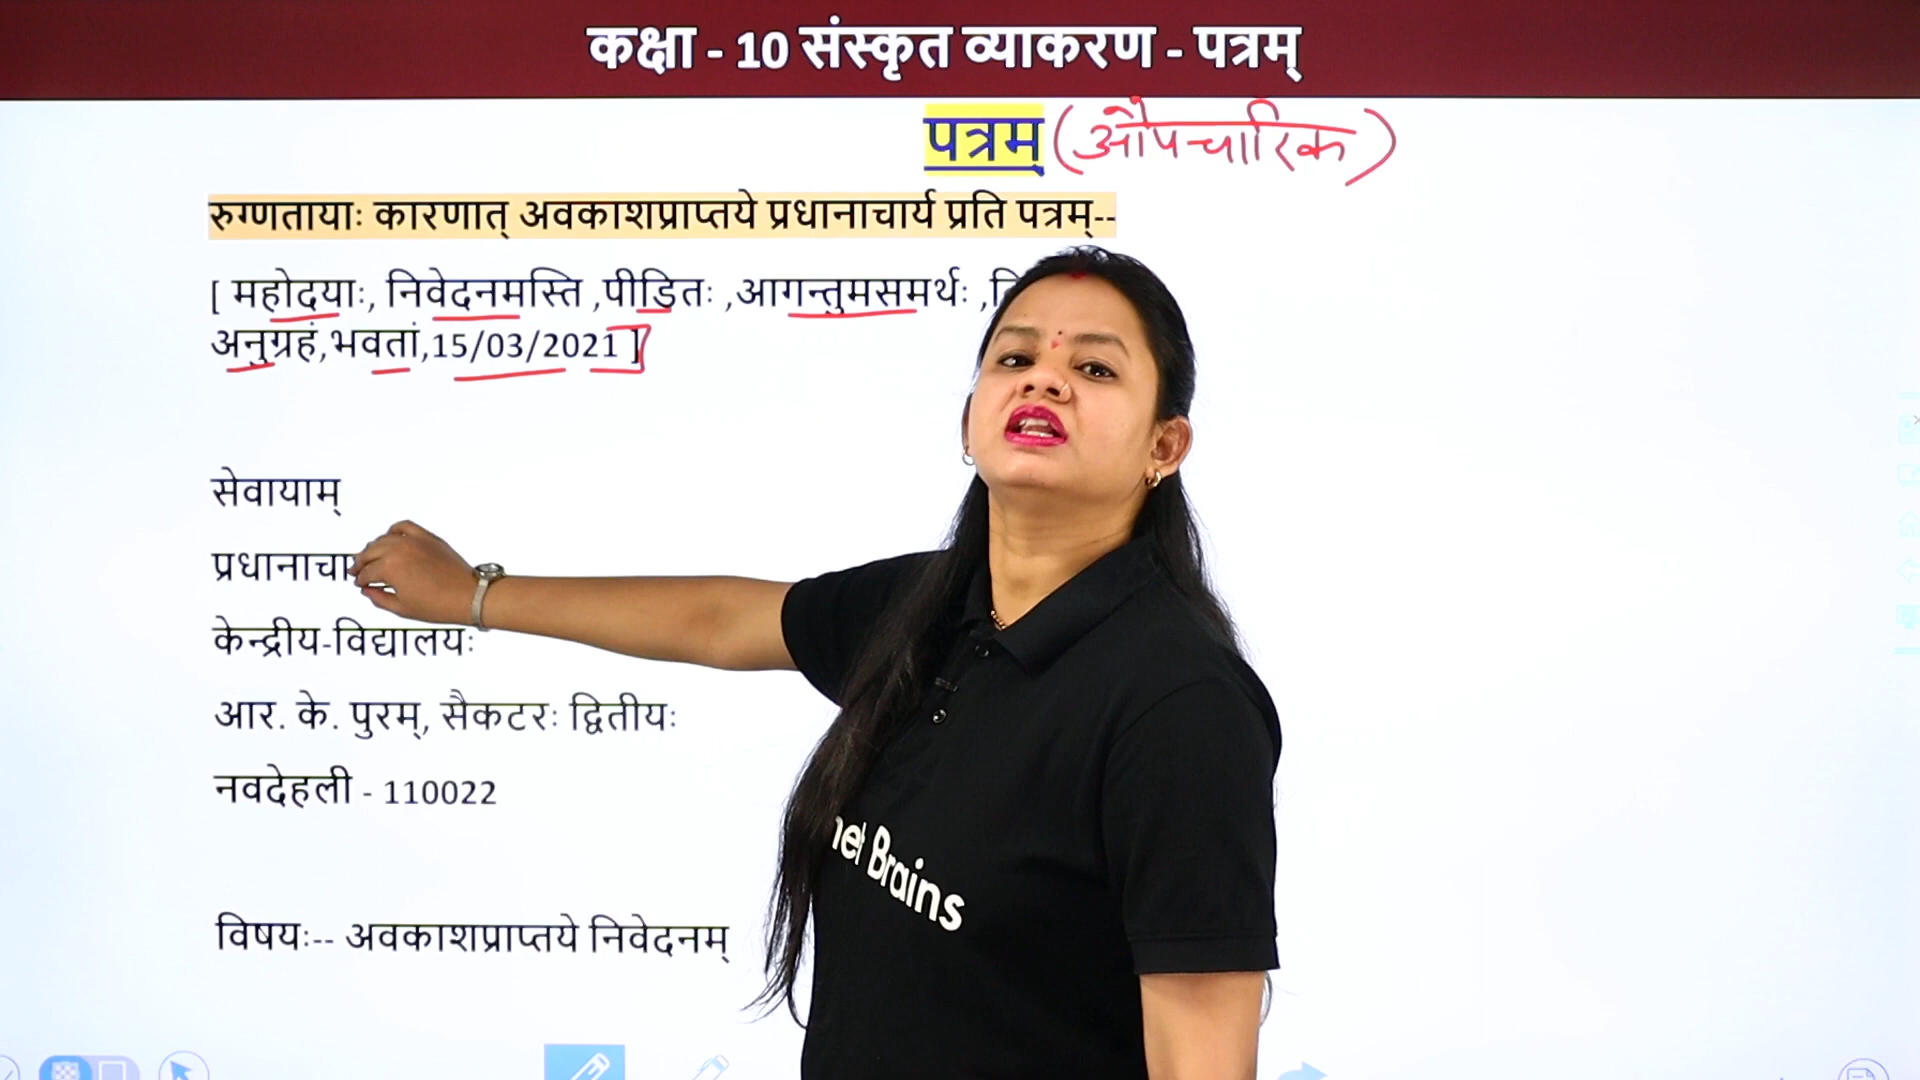 कक्षा - 10 संस्कृत व्याकरण - पत्रम्
पत्रम् (औपचारिक)
रुग्णतायाः कारणात् अवकाशप्राप्तये प्रधानाचार्य प्रति पत्रम्--
[ महोदयाः, निवेदनमस्ति ,पीडितः ,आगन्तुमसमर्थः ,
अनुग्रहं,भवतां,15/03/2021 ]
सेवायाम्
केन्द्रीय-विद्यालयः
आर. के. पुरम्, सैकटरः द्वितीयः
नवदेहली - 110022
Brains
विषयः-- अवकाशप्राप्तये निवेदनम्